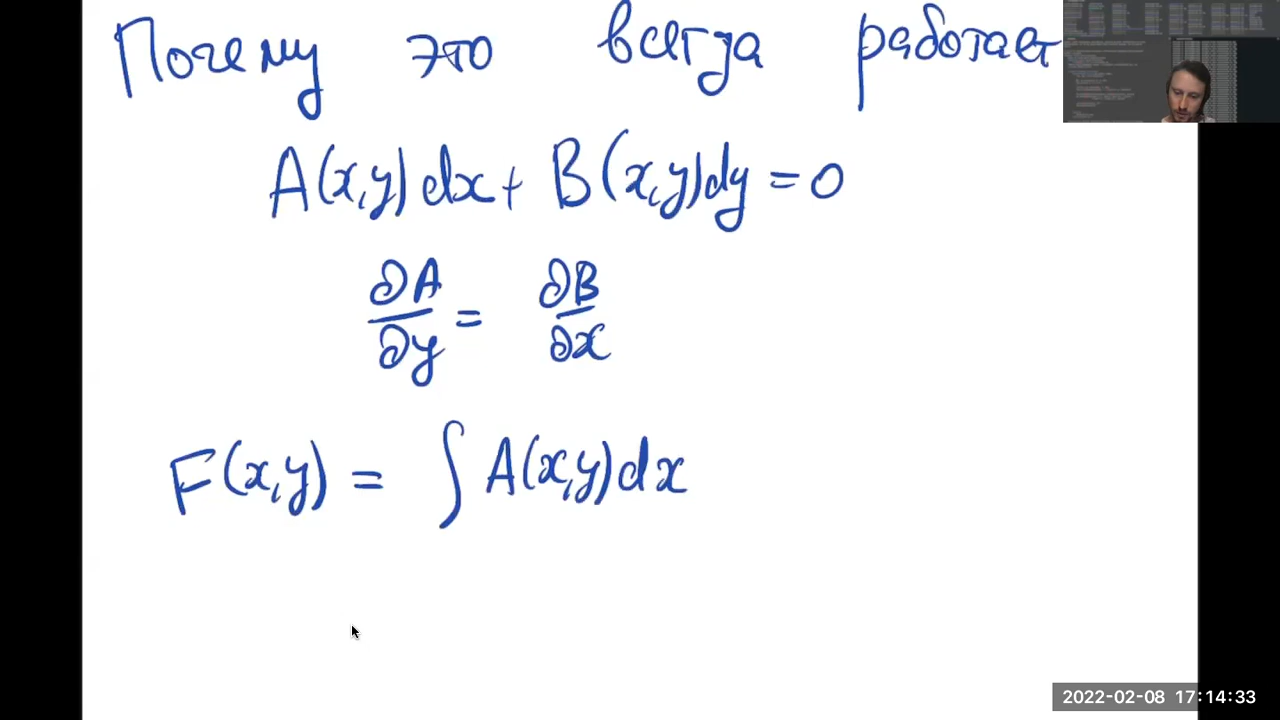 Почему это всегда работает
A(x,y)dx + B(x,y)dy = 0
∂A/∂y = ∂B/∂x
F(x,y) = ∫ A(x,y)dx
2022-02-08 17:14:33